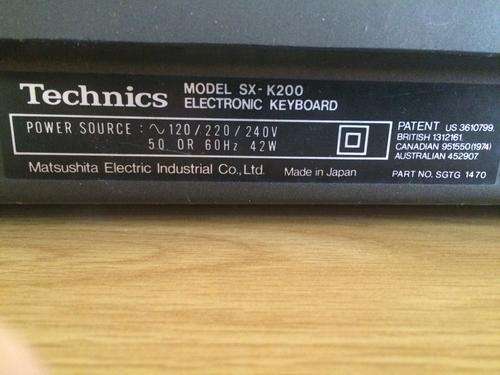 Technics MODEL SX-K200
ELECTRONIC KEYBOARD
POWER SOURCE : ∿ 120/220/240V
50 OR 60Hz 42W
PATENT US 3610799
BRITISH 1312161
CANADIAN 951550(1974)
AUSTRALIAN 452907
Matsushita Electric Industrial Co.,Ltd. Made in Japan
PART NO. SGTG 1470